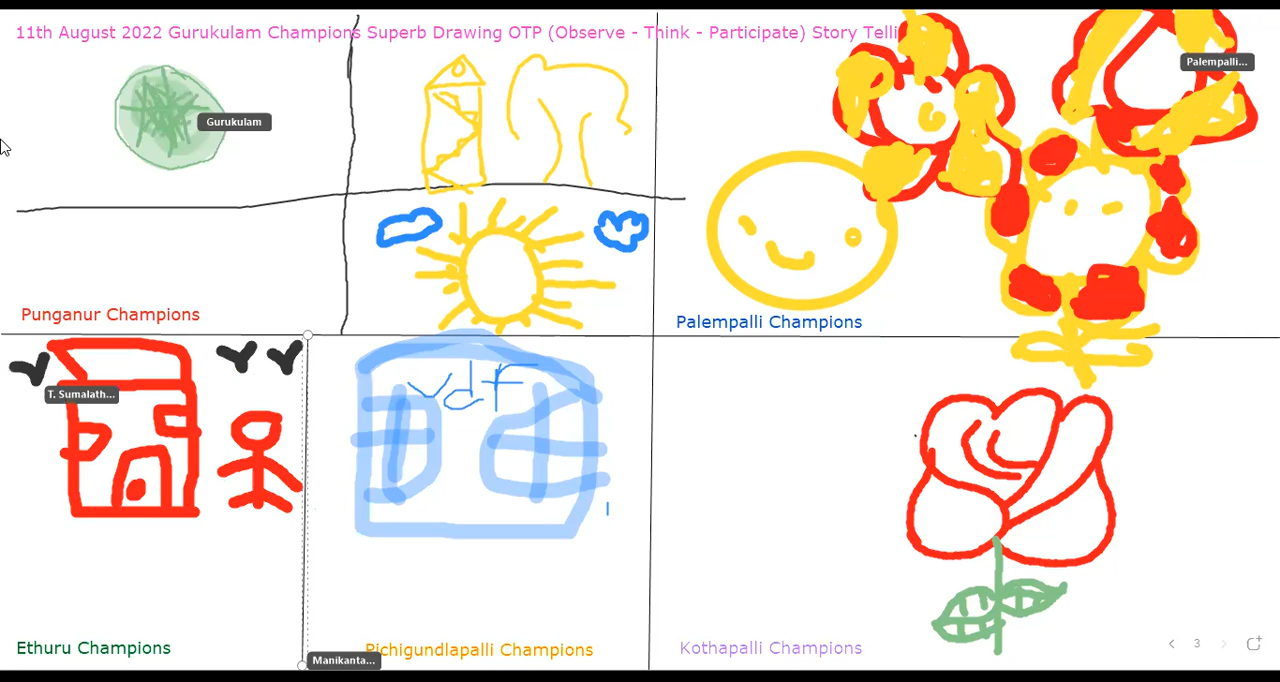 11th August 2022 Gurukulam Champions Superb Drawing OTP (Observe - Think - Participate) Story Telli
Palempalli...
Gurukulam
Punganur Champions
Palempalli Champions
T. Sumalath...
vdf
Ethuru Champions
Pichigundlapalli Champions
Kothapalli Champions
3
Manikanta...